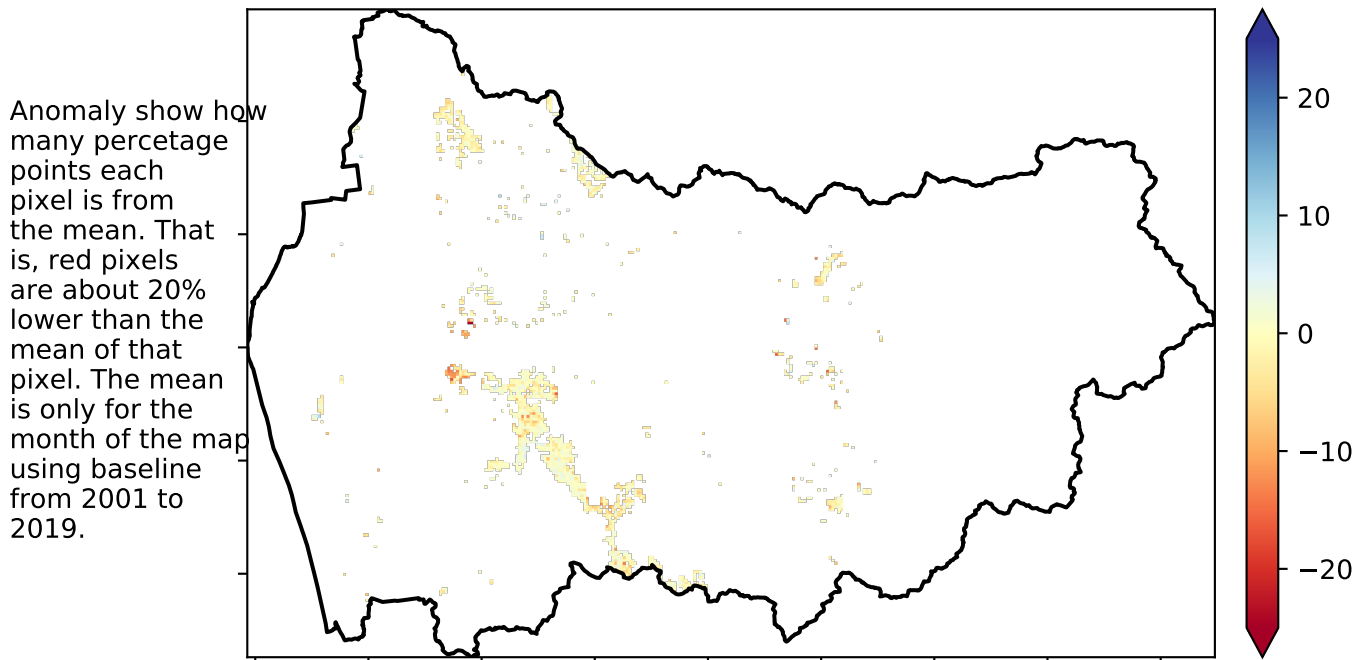 Anomaly show how
many percetage
points each
pixel is from
the mean. That
is, red pixels
are about 20%
lower than the
mean of that
pixel. The mean
is only for the
month of the map
using baseline
from 2001 to
2019.
20
10
0
−10
−20